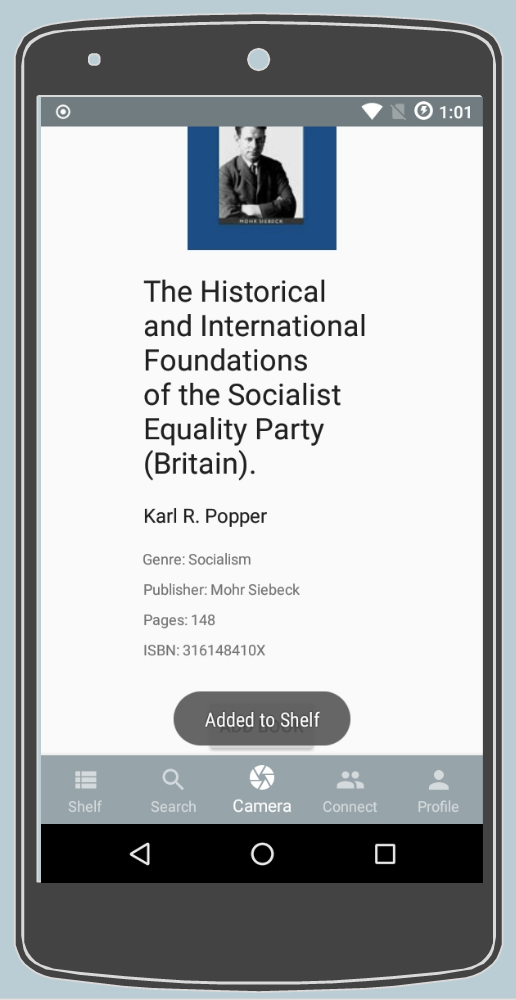 1:01
MOHR SIEBECK
The Historical
and International
Foundations
of the Socialist
Equality Party
(Britain).
Karl R. Popper
Genre: Socialism
Publisher: Mohr Siebeck
Pages: 148
ISBN: 316148410X
Added to Shelf
ADD BOOK
Shelf
Search
Camera
Connect
Profile